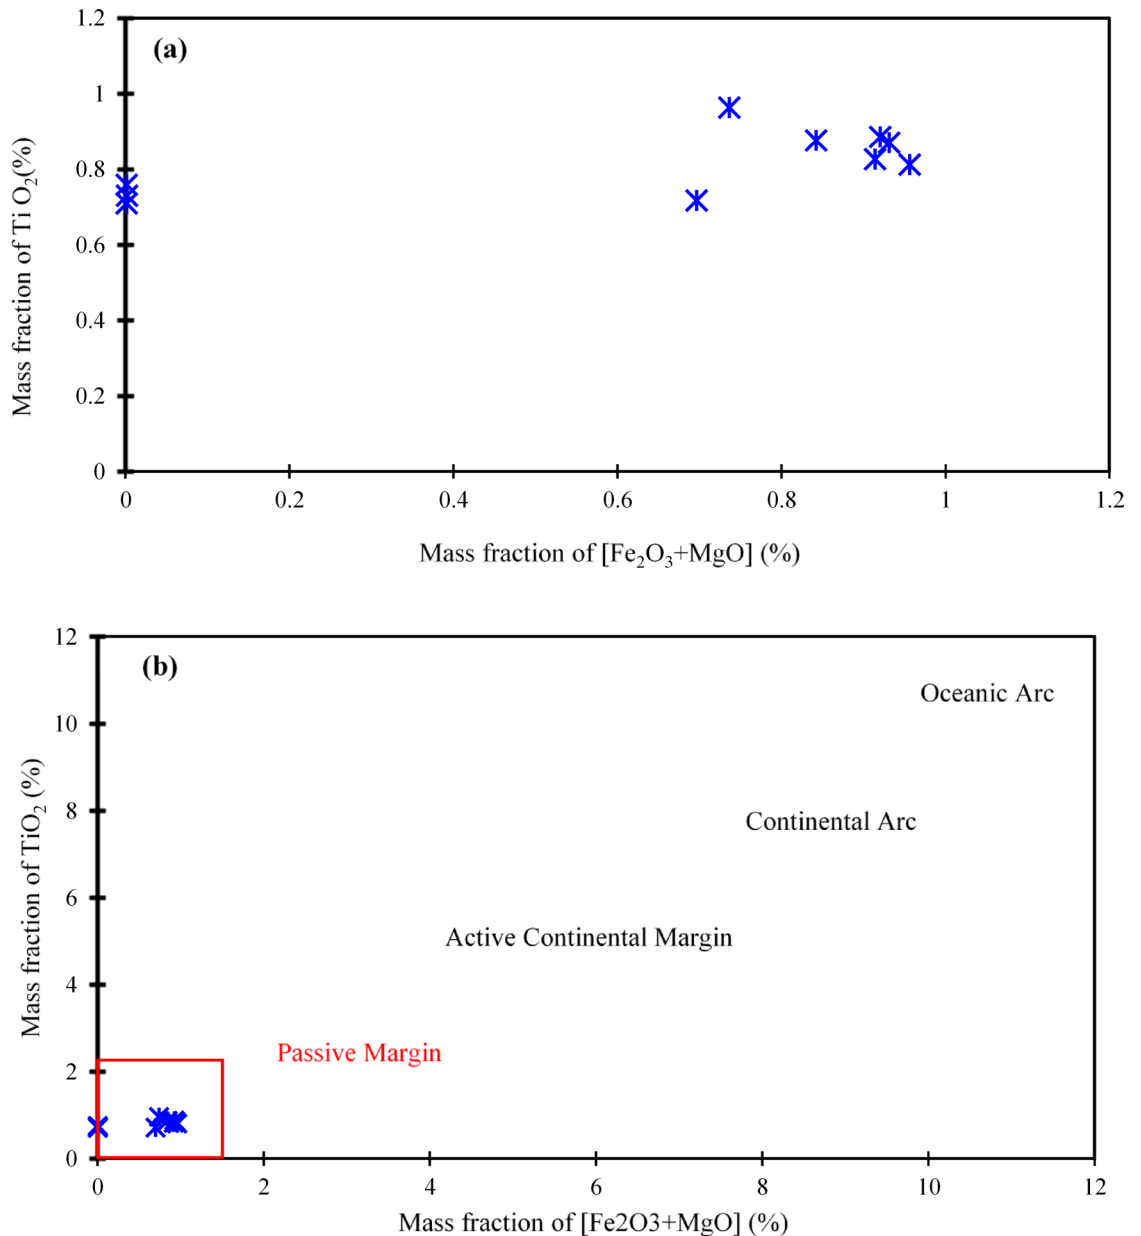 (a)
1.2
1
0.8
0.6
0.4
0.2
0
Mass fraction of Ti O₂(%)
0 0.2 0.4 0.6 0.8 1 1.2
Mass fraction of [Fe₂O₃+MgO] (%)
(b)
12
10
8
6
4
2
0
Mass fraction of TiO₂ (%)
Oceanic Arc
Continental Arc
Active Continental Margin
Passive Margin
0 2 4 6 8 10 12
Mass fraction of [Fe2O3+MgO] (%)